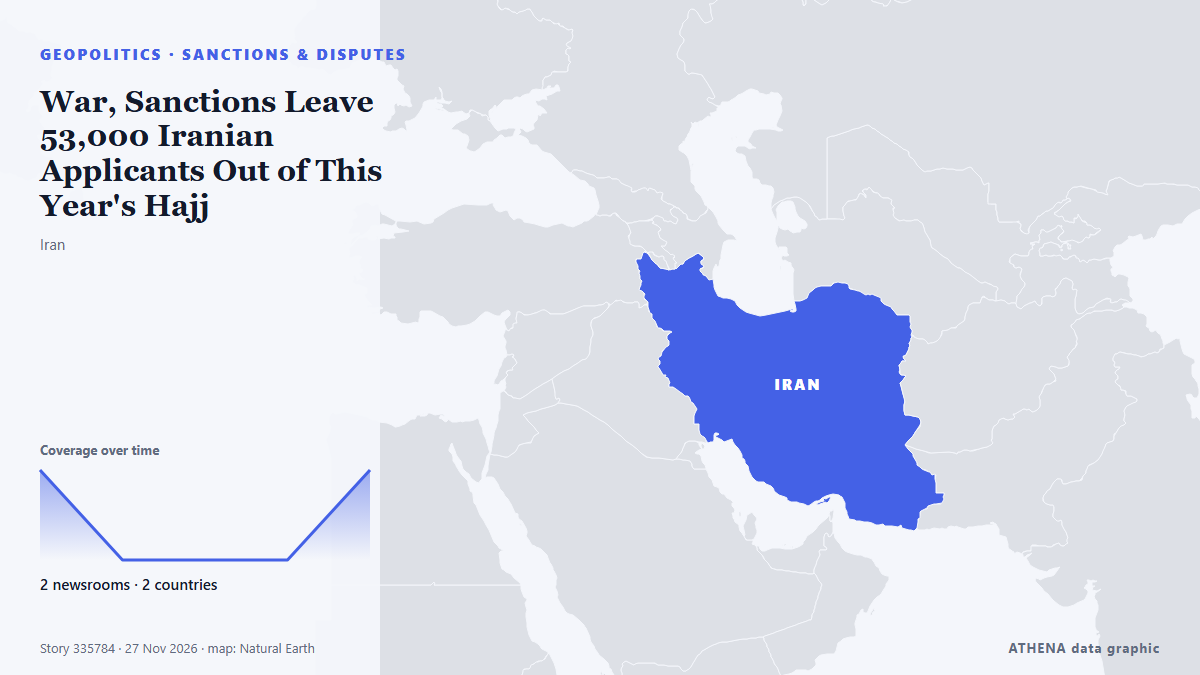 GEOPOLITICS · SANCTIONS & DISPUTES
War, Sanctions Leave
53,000 Iranian
Applicants Out of This
Year's Hajj
Iran
IRAN
Coverage over time
2 newsrooms · 2 countries
Story 335784 · 27 Nov 2026 · map: Natural Earth
ATHENA data graphic